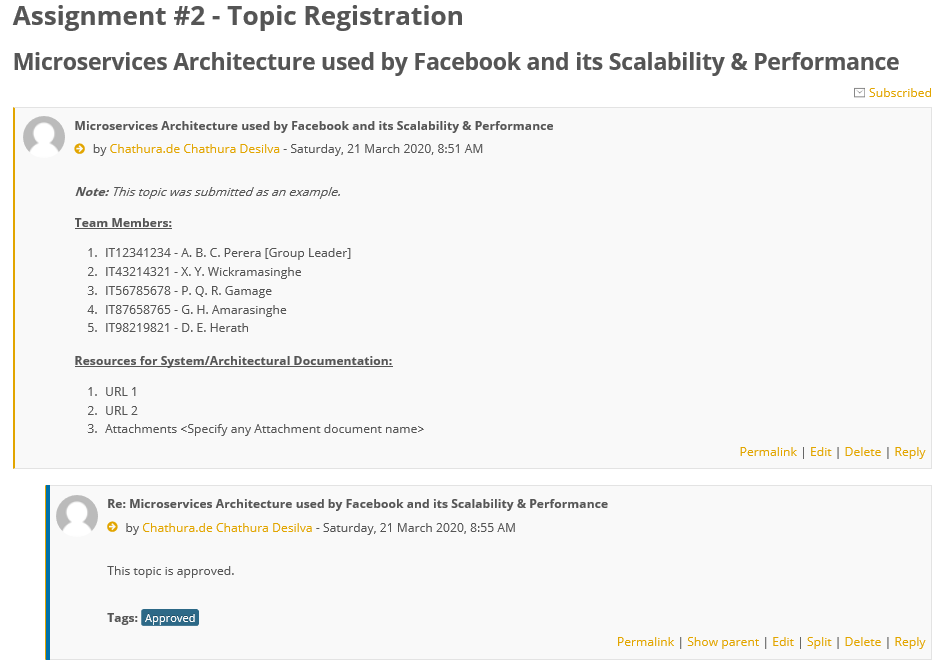 Assignment #2 - Topic Registration
Microservices Architecture used by Facebook and its Scalability & Performance
Subscribed
Microservices Architecture used by Facebook and its Scalability & Performance
by Chathura.de Chathura Desilva - Saturday, 21 March 2020, 8:51 AM
Note: This topic was submitted as an example.
Team Members:
1. IT12341234 - A. B. C. Perera [Group Leader]
2. IT43214321 - X. Y. Wickramasinghe
3. IT56785678 - P. Q. R. Gamage
4. IT87658765 - G. H. Amarasinghe
5. IT98219821 - D. E. Herath
Resources for System/Architectural Documentation:
1. URL 1
2. URL 2
3. Attachments <Specify any Attachment document name>
Permalink | Edit | Delete | Reply
Re: Microservices Architecture used by Facebook and its Scalability & Performance
by Chathura.de Chathura Desilva - Saturday, 21 March 2020, 8:55 AM
This topic is approved.
Tags: Approved
Permalink | Show parent | Edit | Split | Delete | Reply